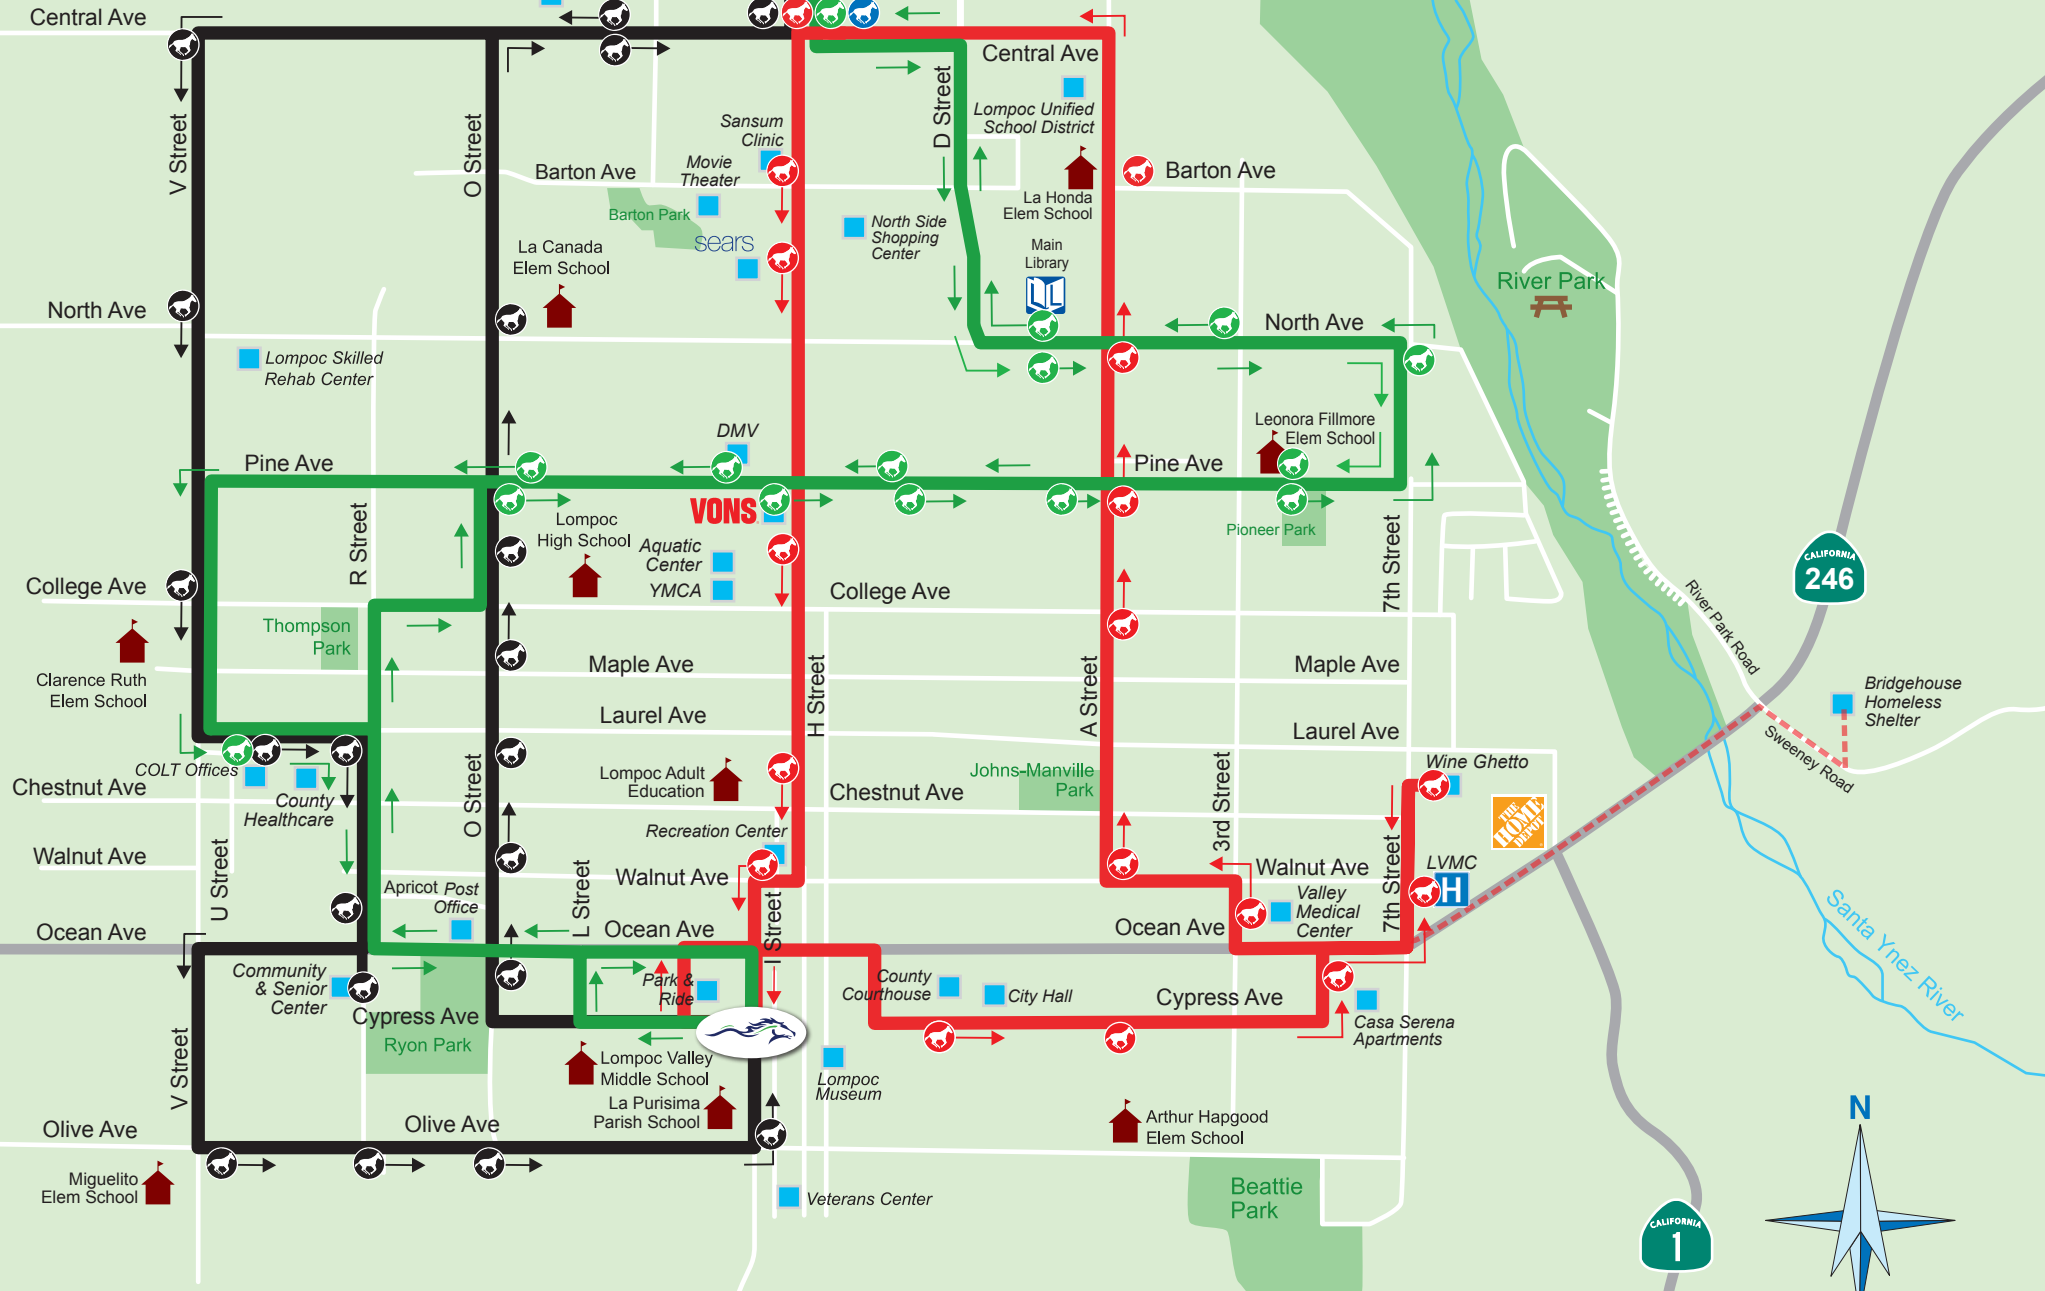 Central Ave
Central Ave
V Street
O Street
D Street
Lompoc Unified
School District
Sansum
Clinic
Movie
Theater
Barton Ave
Barton Ave
La Honda
Elem School
Barton Park
sears
North Side
Shopping
Center
Main
Library
La Canada
Elem School
River Park
North Ave
North Ave
Lompoc Skilled
Rehab Center
DMV
Leonora Fillmore
Elem School
Pine Ave
Pine Ave
VONS
R Street
Lompoc
High School
Aquatic
Center
YMCA
Pioneer Park
7th Street
CALIFORNIA
246
College Ave
College Ave
River Park Road
Thompson
Park
Clarence Ruth
Elem School
Maple Ave
Maple Ave
H Street
A Street
Laurel Ave
Laurel Ave
Bridgehouse
Homeless
Shelter
Sweeney Road
COLT Offices
County
Healthcare
Chestnut Ave
Chestnut Ave
O Street
Lompoc Adult
Education
Johns-Manville
Park
3rd Street
Wine Ghetto
THE
HOME
DEPOT
Recreation Center
Walnut Ave
Walnut Ave
Walnut Ave
U Street
Apricot
Post
Office
L Street
LVMC
H
7th Street
Valley
Medical
Center
Ocean Ave
Ocean Ave
Ocean Ave
I Street
Santa Ynez River
Community
& Senior
Center
Park &
Ride
County
Courthouse
City Hall
Cypress Ave
Cypress Ave
Casa Serena
Apartments
Ryon Park
V Street
Lompoc Valley
Middle School
La Purisima
Parish School
Lompoc
Museum
Olive Ave
Olive Ave
Arthur Hapgood
Elem School
N
Miguelito
Elem School
Veterans Center
Beattie
Park
CALIFORNIA
1